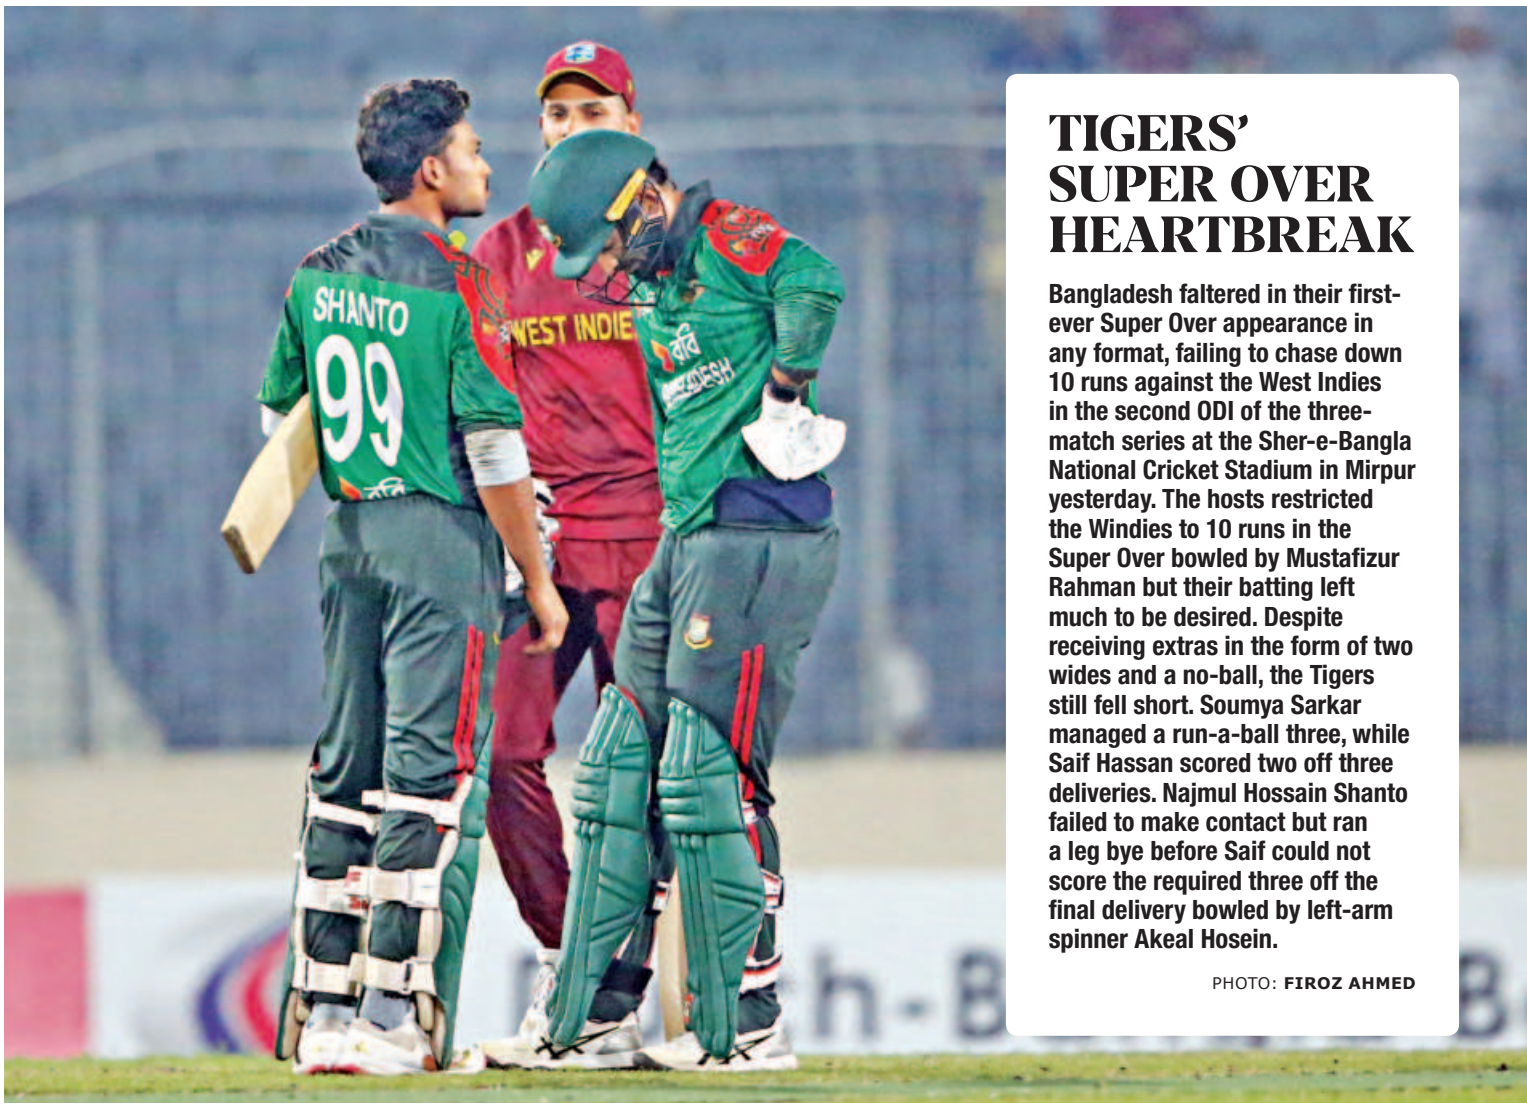 SHANTO
99
রবি
WEST INDIE
রবি
TIGERS'
SUPER OVER
HEARTBREAK
Bangladesh faltered in their first-
ever Super Over appearance in
any format, failing to chase down
10 runs against the West Indies
in the second ODI of the three-
match series at the Sher-e-Bangla
National Cricket Stadium in Mirpur
yesterday. The hosts restricted
the Windies to 10 runs in the
Super Over bowled by Mustafizur
Rahman but their batting left
much to be desired. Despite
receiving extras in the form of two
wides and a no-ball, the Tigers
still fell short. Soumya Sarkar
managed a run-a-ball three, while
Saif Hassan scored two off three
deliveries. Najmul Hossain Shanto
failed to make contact but ran
a leg bye before Saif could not
score the required three off the
final delivery bowled by left-arm
spinner Akeal Hosein.
PHOTO: FIROZ AHMED